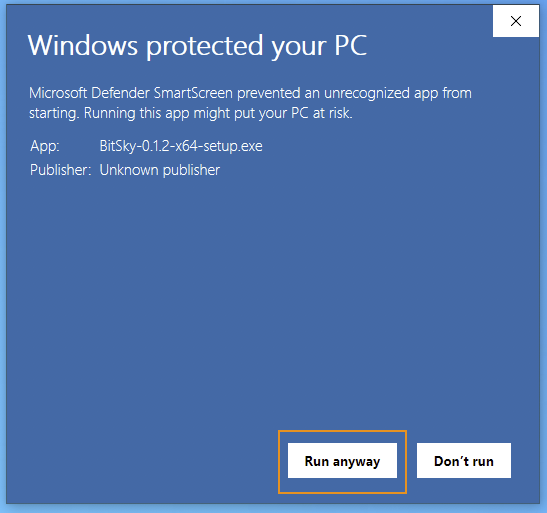 Windows protected your PC
Microsoft Defender SmartScreen prevented an unrecognized app from
starting. Running this app might put your PC at risk.
App: BitSky-0.1.2-x64-setup.exe
Publisher: Unknown publisher
Run anyway Don't run